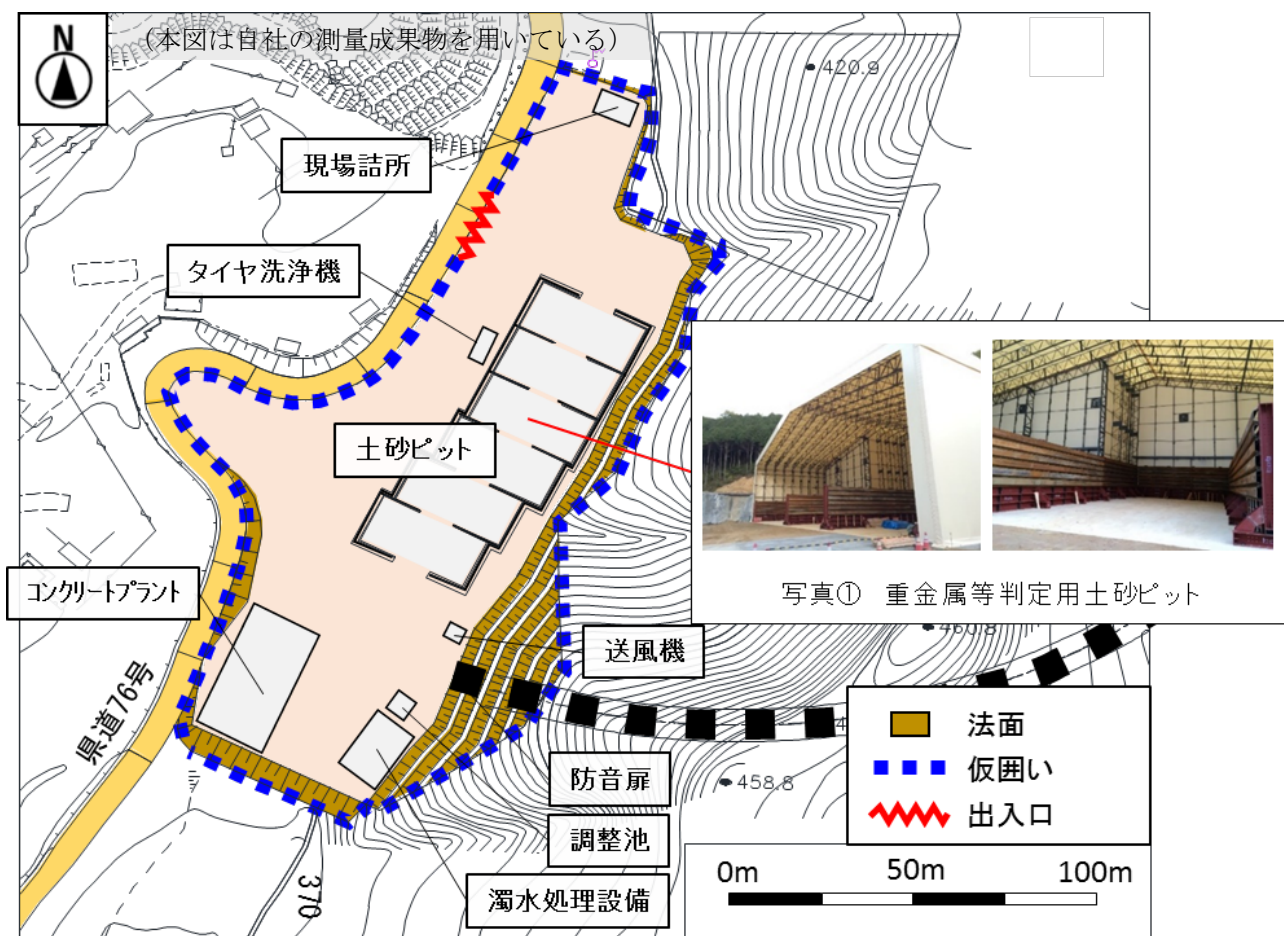 N
(本図は自社の測量成果物を用いている)
420.9
現場詰所
タイヤ洗浄機
土砂ピット
写真① 重金属等判定用土砂ピット
コンクリートプラント
送風機
県道76号
法面
防音扉
458.8
仮囲い
調整池
出入口
濁水処理設備
370
0m 50m 100m